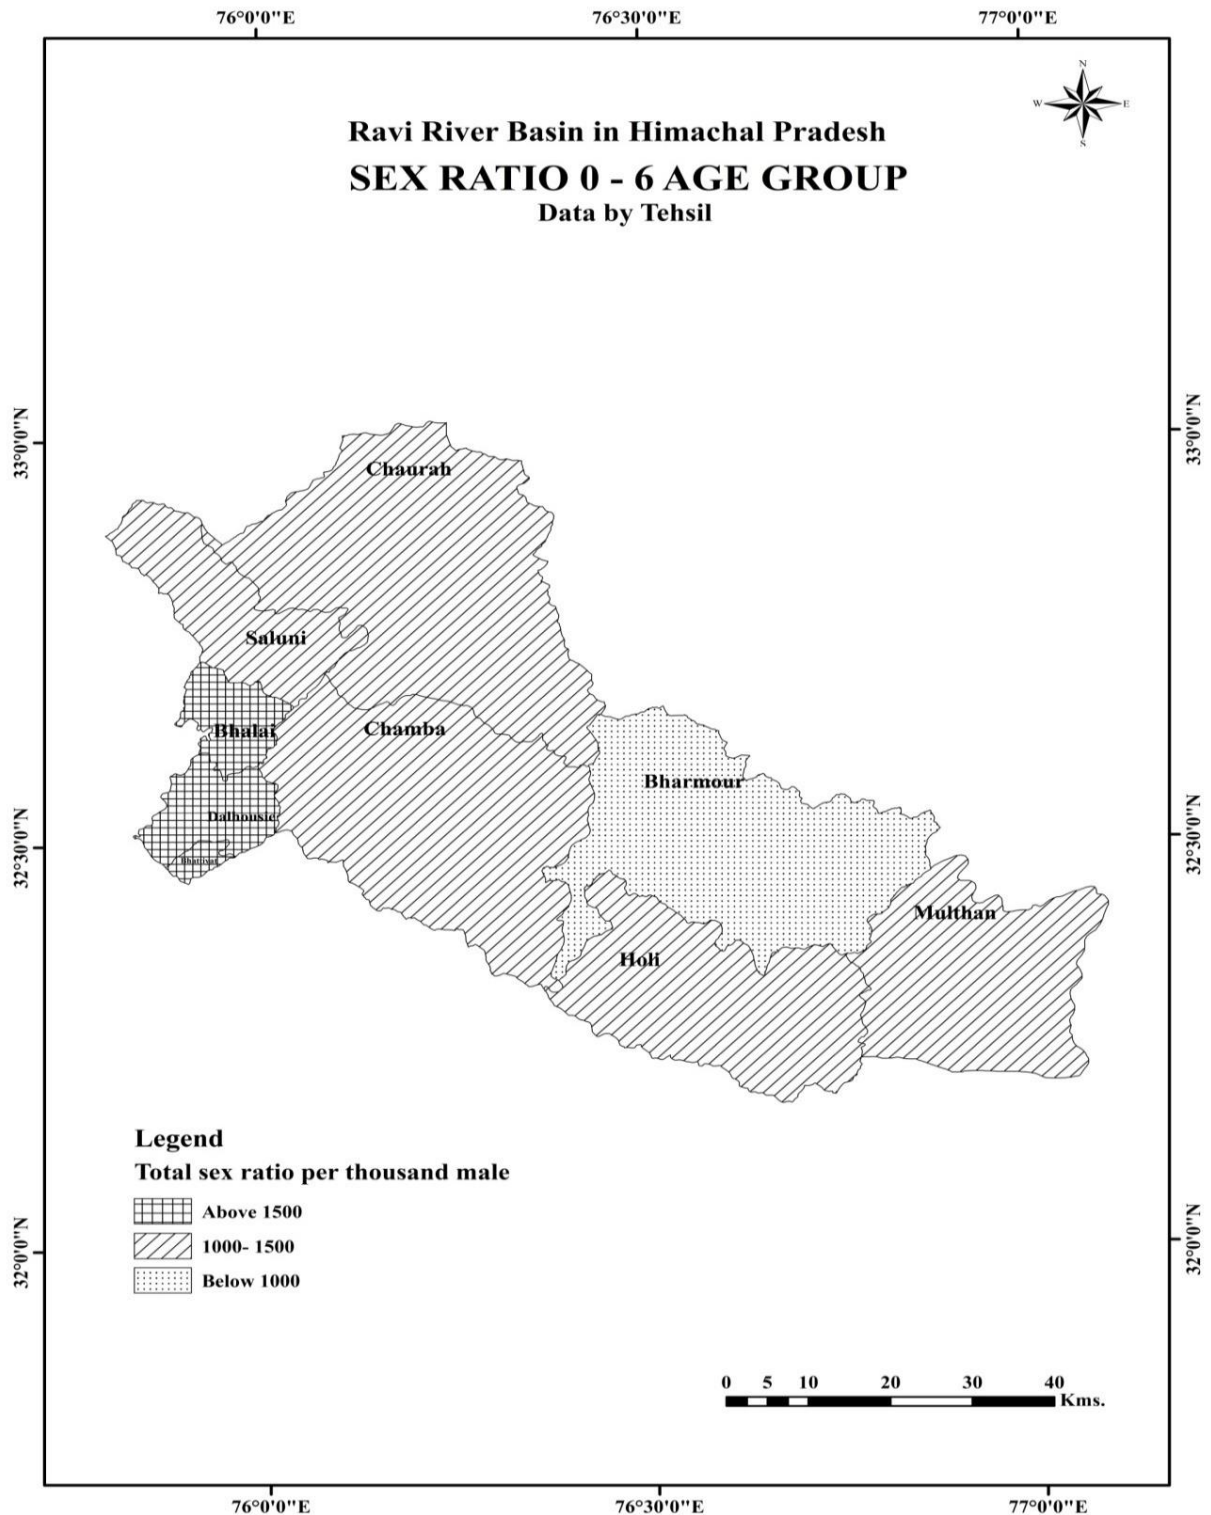 76°0'0"E 76°30'0"E 77°0'0"E
N
W E
S
Ravi River Basin in Himachal Pradesh
SEX RATIO 0 - 6 AGE GROUP
Data by Tehsil
33°0'0"N 33°0'0"N
Chaurah
Saluni
Bhalai
Chamba
Bharmour
Dalhousie
32°30'0"N 32°30'0"N
Bhattiyat
Multhan
Holi
Legend
Total sex ratio per thousand male
Above 1500
1000- 1500
Below 1000
32°0'0"N 32°0'0"N
0 5 10 20 30 40
Kms.
76°0'0"E 76°30'0"E 77°0'0"E